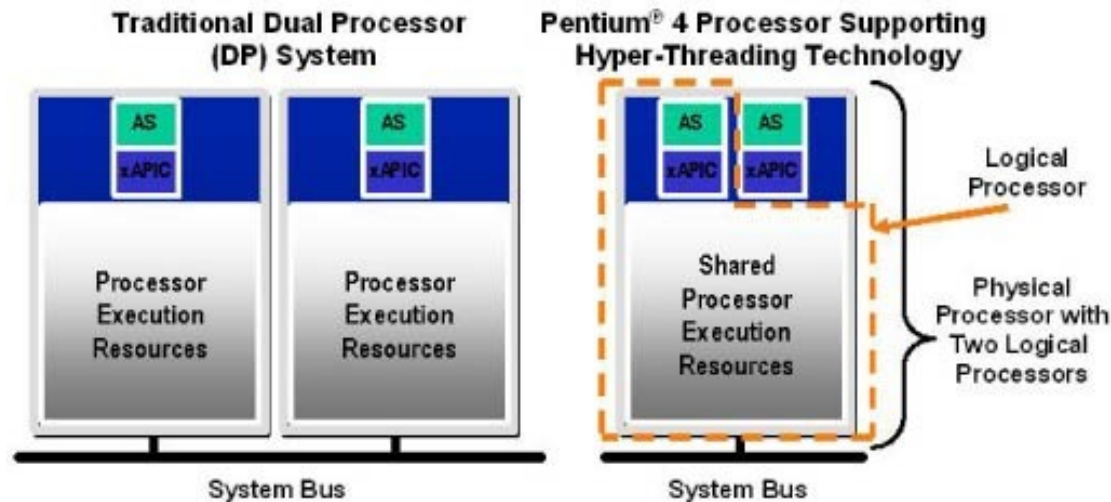 Traditional Dual Processor
(DP) System
AS
xAPIC
Processor
Execution
Resources
AS
xAPIC
Processor
Execution
Resources
System Bus
Pentium® 4 Processor Supporting
Hyper-Threading Technology
AS
xAPIC
AS
xAPIC
Shared
Processor
Execution
Resources
System Bus
Logical
Processor
Physical
Processor with
Two Logical
Processors